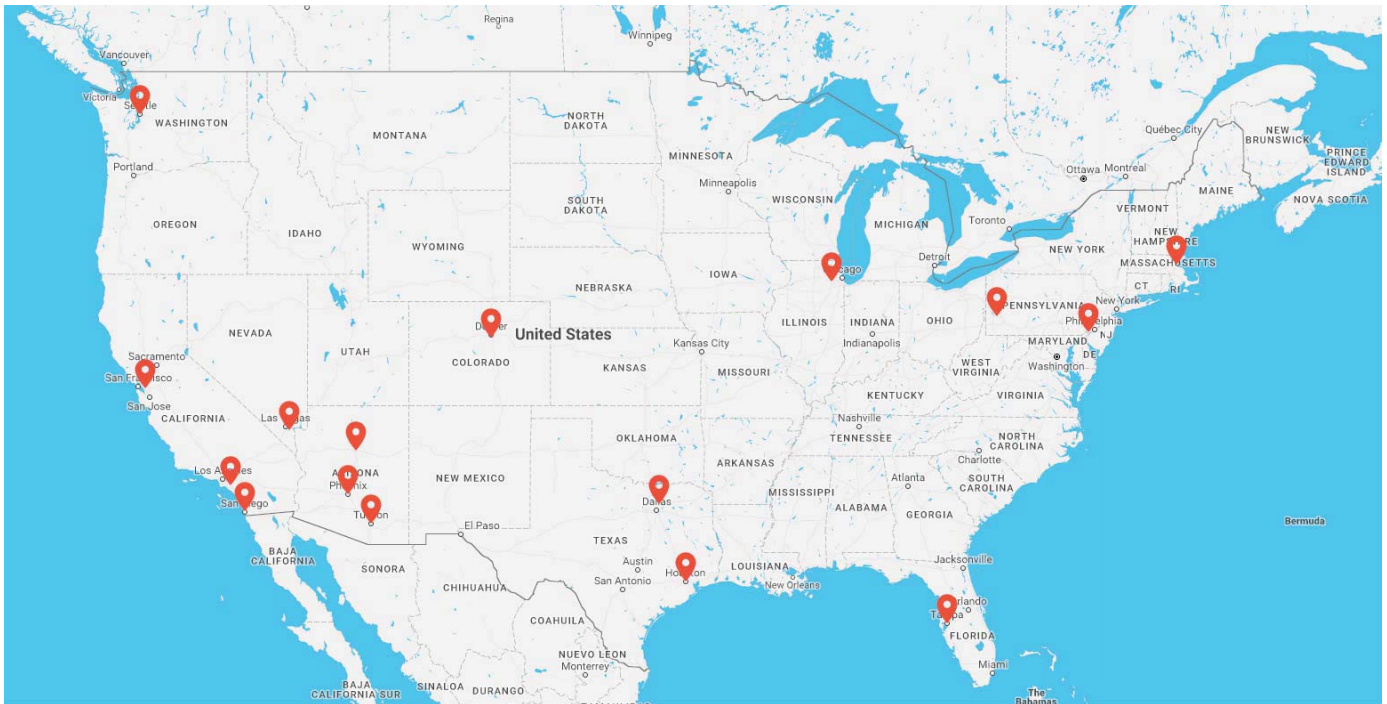 Regina
Winnipeg
Vancouver
Victoria
WASHINGTON
MONTANA
NORTH
DAKOTA
MINNESOTA
Québec City
NEW
BRUNSWICK
PRINCE
EDWARD
ISLAND
Portland
Minneapolis
Ottawa
Montreal
MAINE
NOVA SCOTIA
OREGON
IDAHO
WYOMING
SOUTH
DAKOTA
WISCONSIN
MICHIGAN
Toronto
VERMONT
NEW YORK
NEW
HAMPSHIRE
MASSACHUSETTS
CT
RI
Detroit
IOWA
NEBRASKA
NEVADA
UTAH
COLORADO
United States
ILLINOIS
INDIANA
Indianapolis
OHIO
PENNSYLVANIA
New York
NJ
MARYLAND
DE
Washington
Sacramento
San Jose
CALIFORNIA
Kansas City
KANSAS
MISSOURI
WEST
VIRGINIA
KENTUCKY
VIRGINIA
Nashville
TENNESSEE
NORTH
CAROLINA
Charlotte
OKLAHOMA
ARKANSAS
NEW MEXICO
MISSISSIPPI
ALABAMA
Atlanta
GEORGIA
SOUTH
CAROLINA
Bermuda
El Paso
TEXAS
Austin
San Antonio
LOUISIANA
New Orleans
Jacksonville
FLORIDA
Miami
The
Bahamas
BAJA
CALIFORNIA
SONORA
CHIHUAHUA
COAHUILA
NUEVO LEON
Monterrey
BAJA
CALIFORNIA SUR
SINALOA
DURANGO